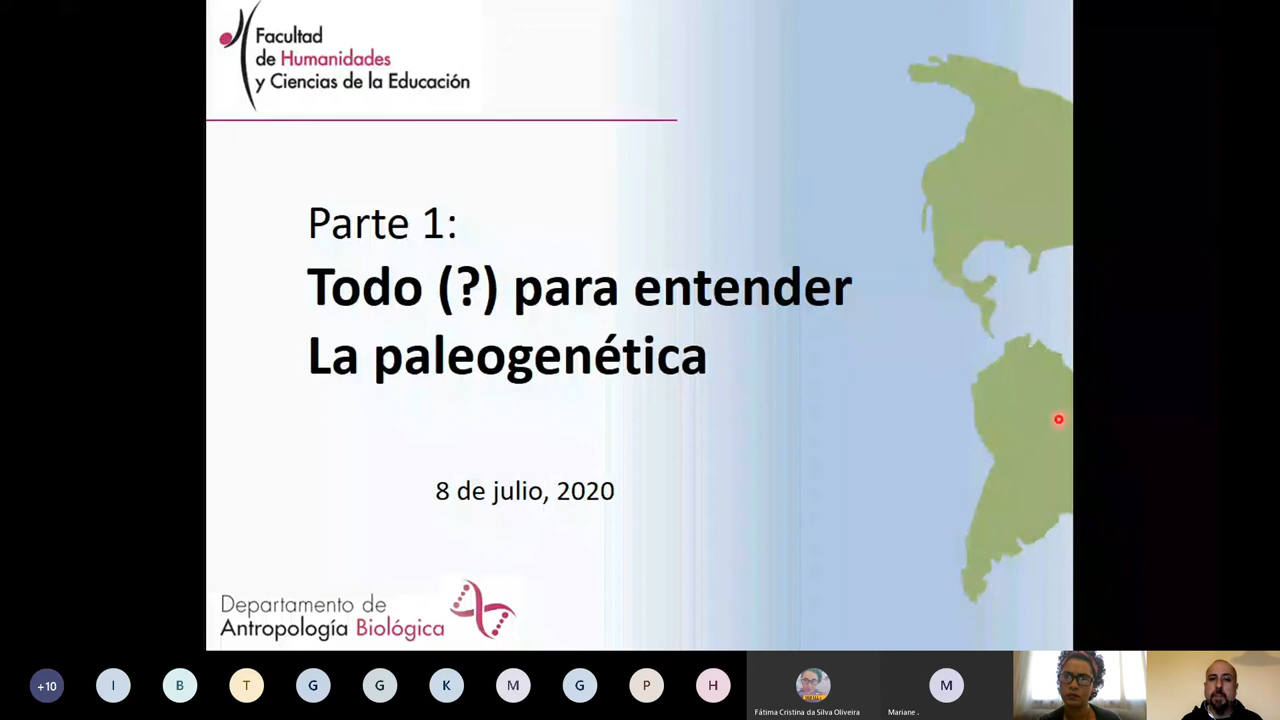 Facultad
de Humanidades
y Ciencias de la Educación
Parte 1:
Todo (?) para entender
La paleogenética
8 de julio, 2020
Departamento de
Antropología Biológica
+10
I
B
T
G
G
K
M
G
P
H
Fátima Cristina da Silva Oliveira
M
Mariane .